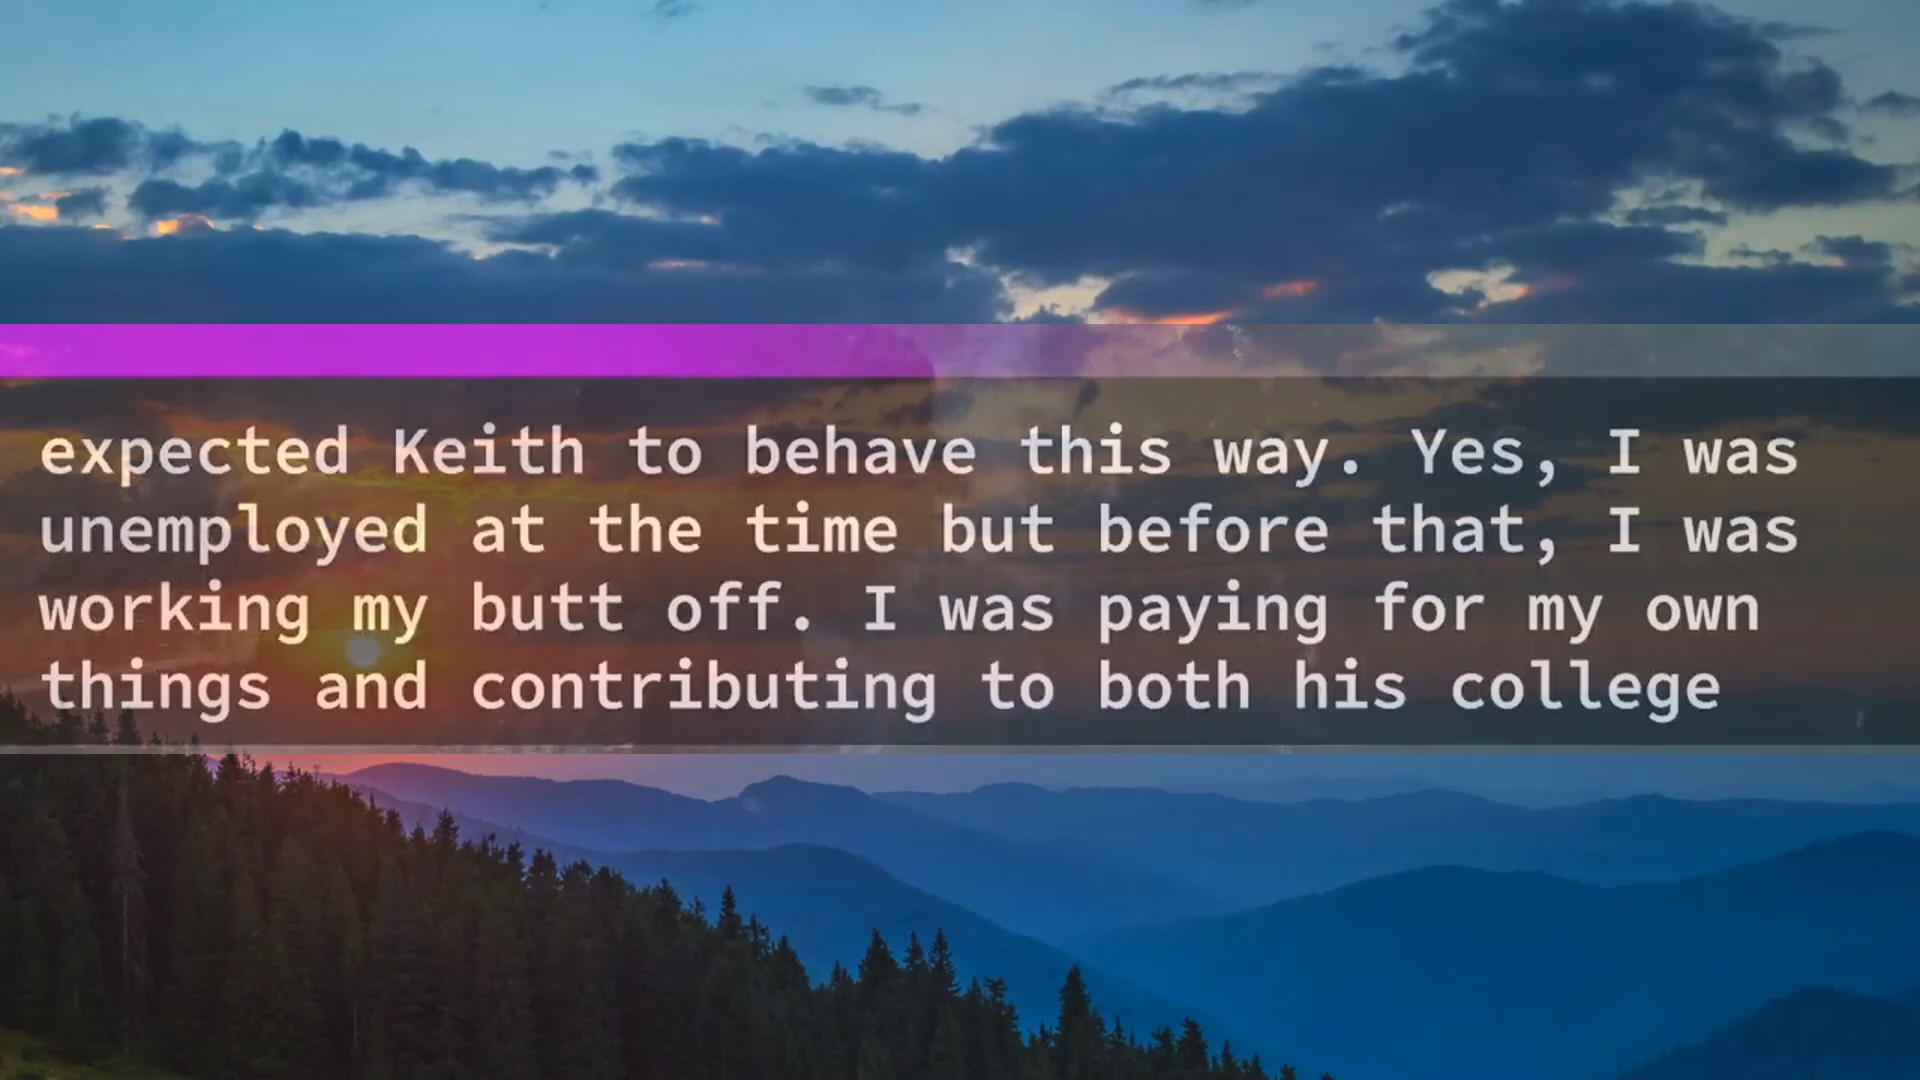 expected Keith to behave this way. Yes, I was
unemployed at the time but before that, I was
working my butt off. I was paying for my own
things and contributing to both his college